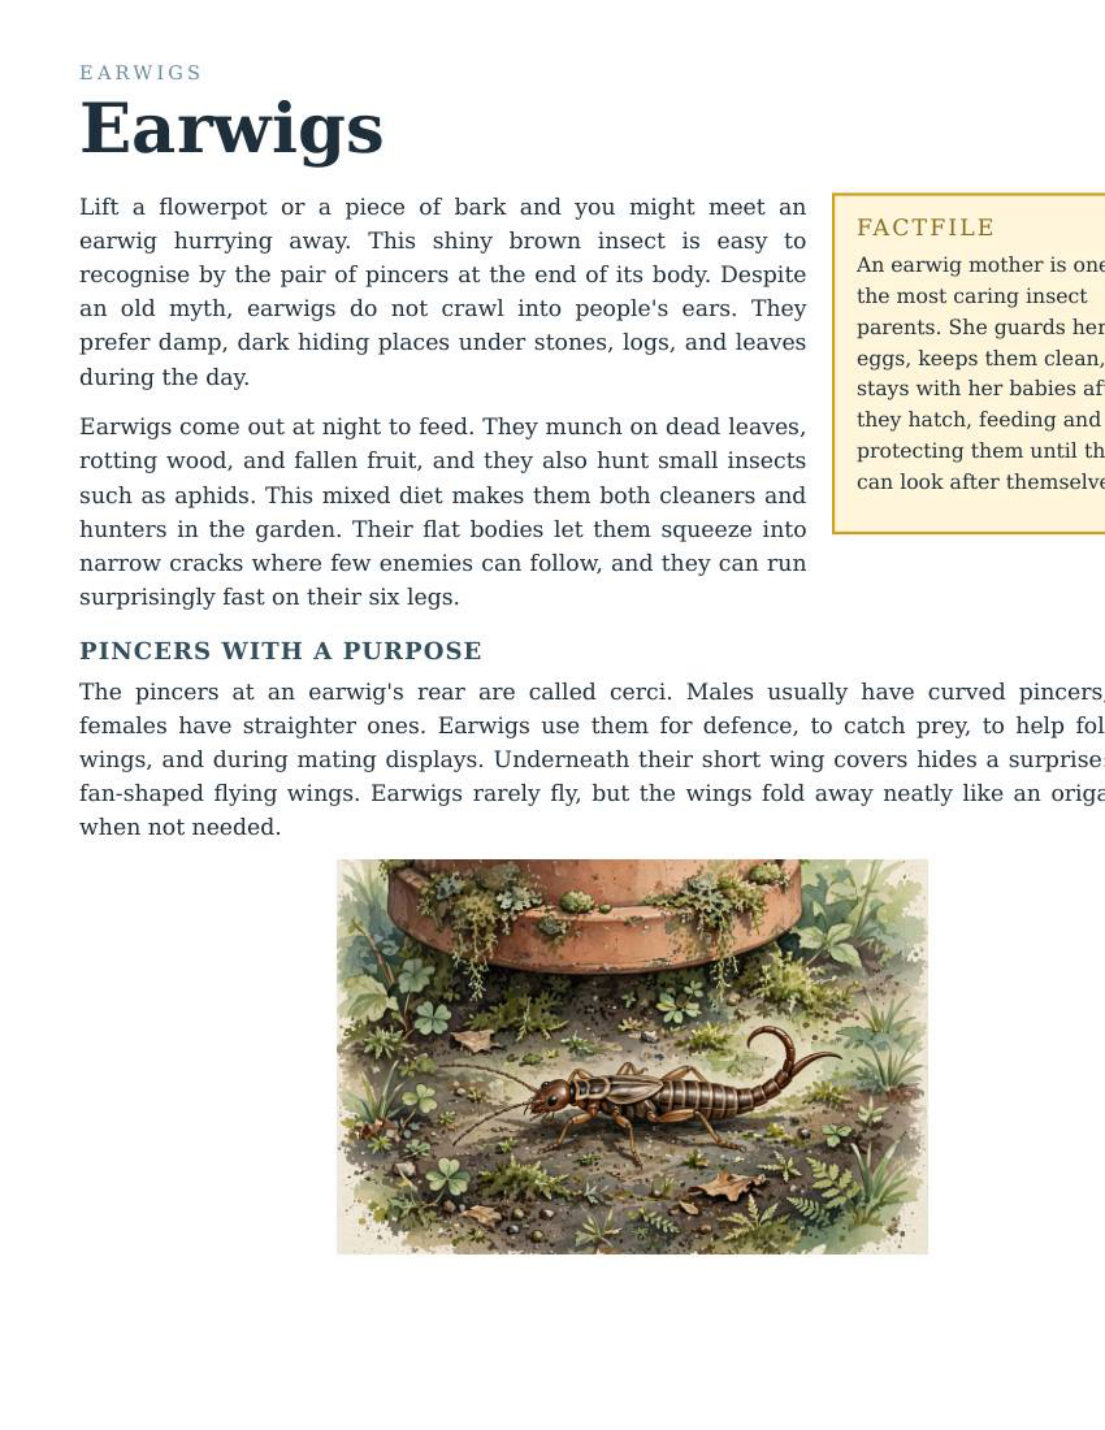 EARWIGS
Earwigs
Lift a flowerpot or a piece of bark and you might meet an
earwig hurrying away. This shiny brown insect is easy to
recognise by the pair of pincers at the end of its body. Despite
an old myth, earwigs do not crawl into people's ears. They
prefer damp, dark hiding places under stones, logs, and leaves
during the day.
Earwigs come out at night to feed. They munch on dead leaves,
rotting wood, and fallen fruit, and they also hunt small insects
such as aphids. This mixed diet makes them both cleaners and
hunters in the garden. Their flat bodies let them squeeze into
narrow cracks where few enemies can follow, and they can run
surprisingly fast on their six legs.
FACTFILE
An earwig mother is one
the most caring insect
parents. She guards her
eggs, keeps them clean,
stays with her babies
they hatch, feeding and
protecting them until
can look after
PINCERS WITH A PURPOSE
The pincers at an earwig's rear are called cerci. Males usually have curved pincers,
females have straighter ones. Earwigs use them for defence, to catch prey, to help
wings, and during mating displays. Underneath their short wing covers hides a surprise:
fan-shaped flying wings. Earwigs rarely fly, but the wings fold away neatly like an
when not needed.